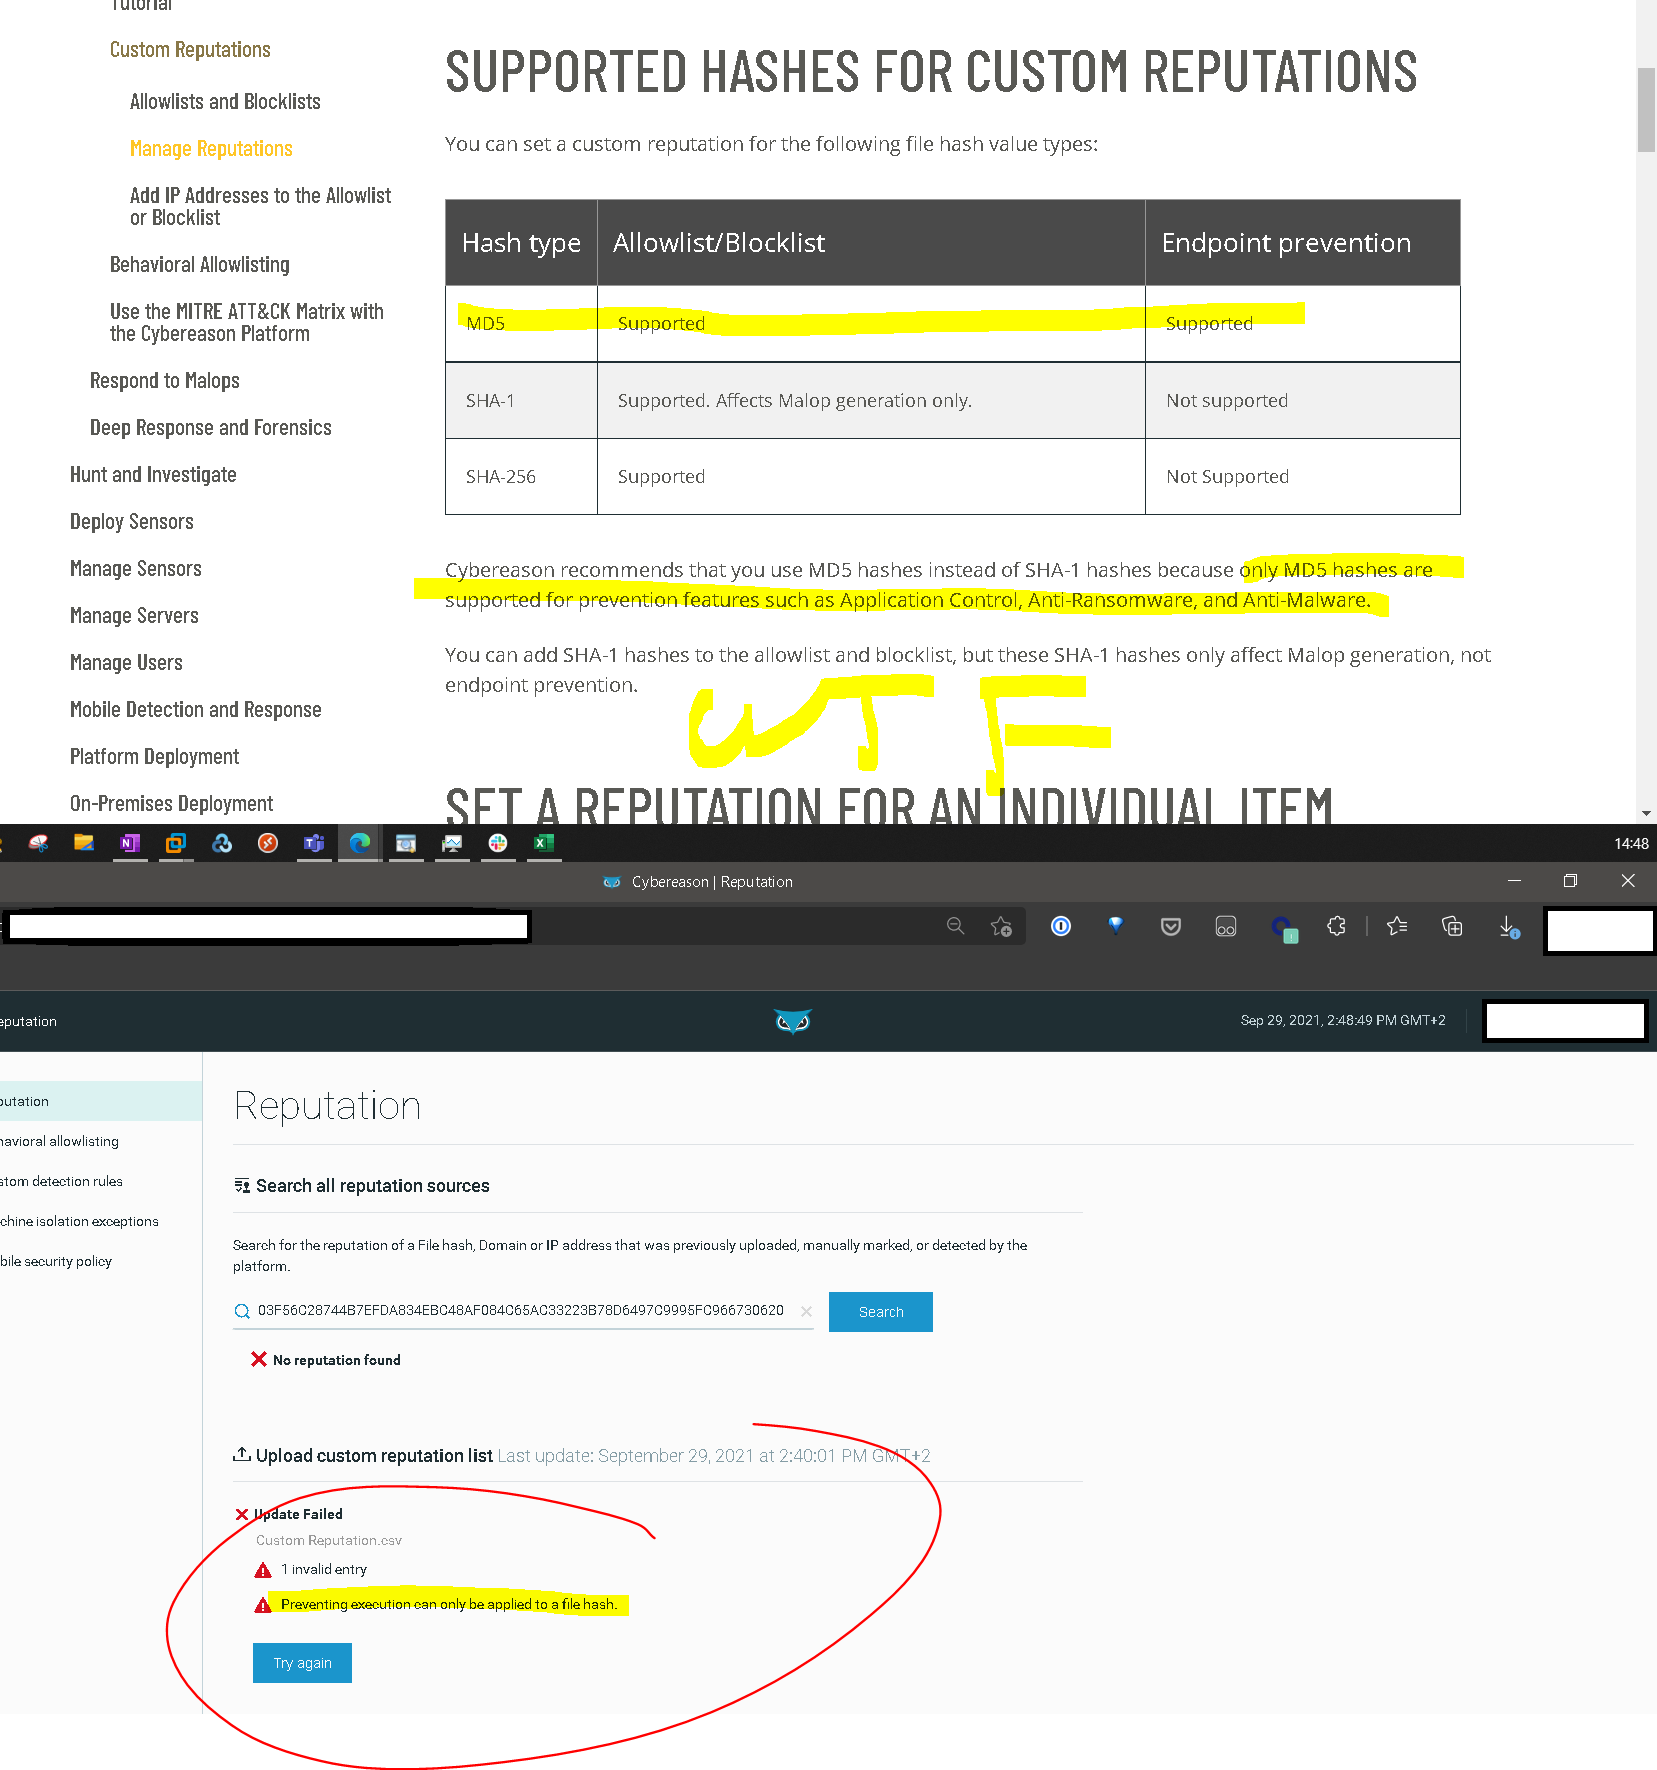 Tutorial
Custom Reputations
Allowlists and Blocklists
Manage Reputations
Add IP Addresses to the Allowlist
or Blocklist
Behavioral Allowlisting
Use the MITRE ATT&CK Matrix with
the Cybereason Platform
Respond to Malops
Deep Response and Forensics
Hunt and Investigate
Deploy Sensors
Manage Sensors
Manage Servers
Manage Users
Mobile Detection and Response
Platform Deployment
On-Premises Deployment
SUPPORTED HASHES FOR CUSTOM REPUTATIONS
You can set a custom reputation for the following file hash value types:
Hash type Allowlist/Blocklist Endpoint prevention
MD5 Supported Supported
SHA-1 Supported. Affects Malop generation only. Not supported
SHA-256 Supported Not Supported
Cybereason recommends that you use MD5 hashes instead of SHA-1 hashes because only MD5 hashes are
supported for prevention features such as Application Control, Anti-Ransomware, and Anti-Malware.
You can add SHA-1 hashes to the allowlist and blocklist, but these SHA-1 hashes only affect Malop generation, not
endpoint prevention.
WTF
SET A REPUTATION FOR AN INDIVIDUAL ITEM
14:48
Cybereason | Reputation
eputation
Sep 29, 2021, 2:48:49 PM GMT+2
putation
havioral allowlisting
stom detection rules
chine isolation exceptions
bile security policy
Reputation
Search all reputation sources
Search for the reputation of a File hash, Domain or IP address that was previously uploaded, manually marked, or detected by the
platform.
03F56C28744B7EFDA834EBC48AF084C65AC33223B78D6497C9995FC966730620
Search
No reputation found
Upload custom reputation list Last update: September 29, 2021 at 2:40:01 PM GMT+2
Update Failed
Custom Reputation.csv
1 invalid entry
Preventing execution can only be applied to a file hash.
Try again